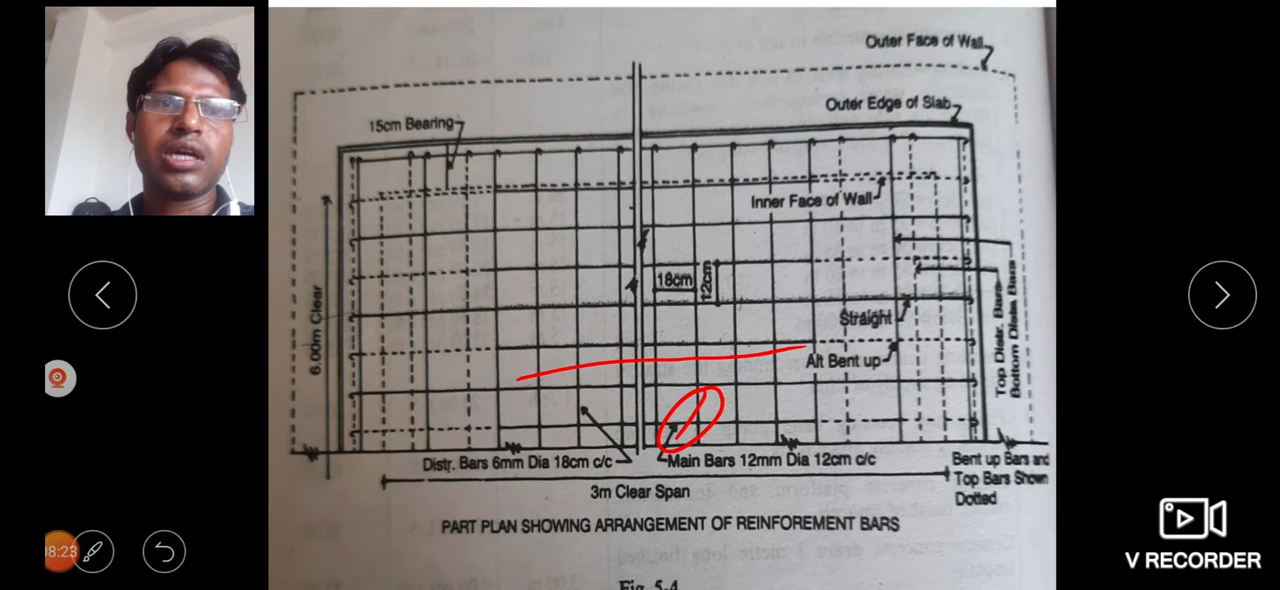 Outer Face of Wall
Outer Edge of Slab
15cm Bearing
Inner Face of Wall
18cm
12cm
6.00m Clear
Straight
Alt Bent up
Top Distr. Bars
Bottom Distn Bars
Distr. Bars 6mm Dia 18cm c/c
Main Bars 12mm Dia 12cm c/c
Bent up Bars and
Top Bars Shown
Dotted
3m Clear Span
PART PLAN SHOWING ARRANGEMENT OF REINFOREMENT BARS
Fig. 5-4
08:23
V RECORDER